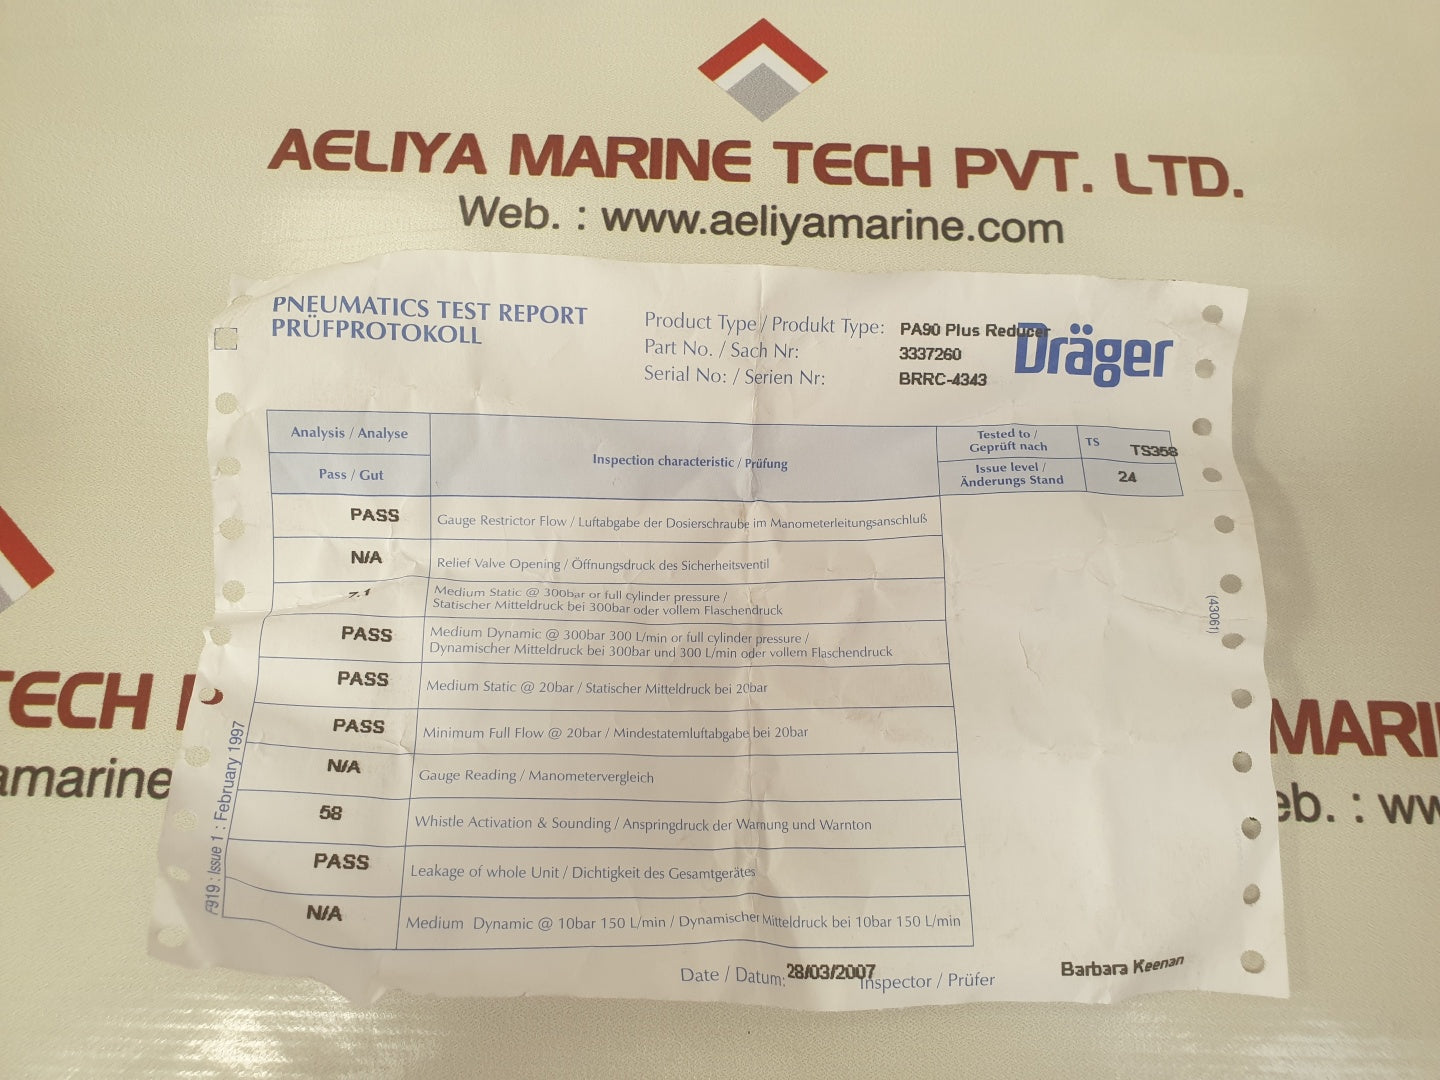 AELIYA MARINE TECH PVT. LTD.
Web. : www.aeliyamarine.com
PNEUMATICS TEST REPORT
PRÜFPROTOKOLL
Product Type / Produkt Type: PA90 Plus Reducer
Part No. / Sach Nr: 3337260
Serial No: / Serien Nr: BRRC-4343
Dräger
Analysis / Analyse
Pass / Gut
Inspection characteristic / Prüfung
Tested to /
Geprüft nach
TS TS358
Issue level /
Änderungs Stand
24
PASS Gauge Restrictor Flow / Luftabgabe der Dosierschraube im Manometerleitungsanschluß
N/A Relief Valve Opening / Öffnungsdruck des Sicherheitsventil
7.1 Medium Static @ 300bar or full cylinder pressure /
Statischer Mitteldruck bei 300bar oder vollem Flaschendruck
PASS Medium Dynamic @ 300bar 300 L/min or full cylinder pressure /
Dynamischer Mitteldruck bei 300bar und 300 L/min oder vollem Flaschendruck
PASS Medium Static @ 20bar / Statischer Mitteldruck bei 20bar
PASS Minimum Full Flow @ 20bar / Mindestatemluftabgabe bei 20bar
N/A Gauge Reading / Manometervergleich
58 Whistle Activation & Sounding / Anspringdruck der Warnung und Warnton
PASS Leakage of whole Unit / Dichtigkeit des Gesamtgerätes
N/A Medium Dynamic @ 10bar 150 L/min / Dynamischer Mitteldruck bei 10bar 150 L/min
Date / Datum: 28/03/2007 Inspector / Prüfer Barbara Keenan
F919 : Issue 1 : February 1997
(43061)
TECH P
amarine
MARI
eb. : ww